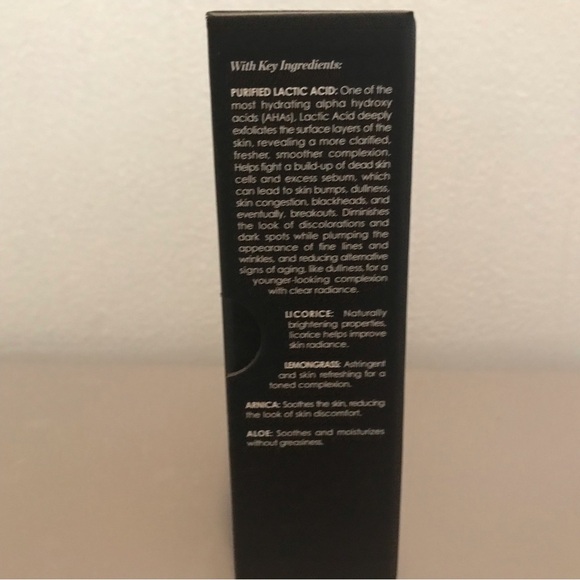 With Key Ingredients:
PURIFIED LACTIC ACID: One of the
most hydrating alpha hydroxy
acids (AHAs), Lactic Acid deeply
exfoliates the surface layers of the
skin, revealing a more clarified,
fresher, smoother complexion.
Helps fight a build-up of dead skin
cells and excess sebum, which
can lead to skin bumps, dullness,
skin congestion, blackheads, and
eventually, breakouts. Diminishes
the look of discolorations and
dark spots while plumping the
appearance of fine lines and
wrinkles, and reducing alternative
signs of aging, like dullness, for a
younger-looking complexion
with clear radiance.
LICORICE: Naturally
brightening properties,
licorice helps improve
skin radiance.
LEMONGRASS: Astringent
and skin refreshing for a
toned complexion.
ARNICA: Soothes the skin, reducing
the look of skin discomfort.
ALOE: Soothes and moisturizes
without greasiness.